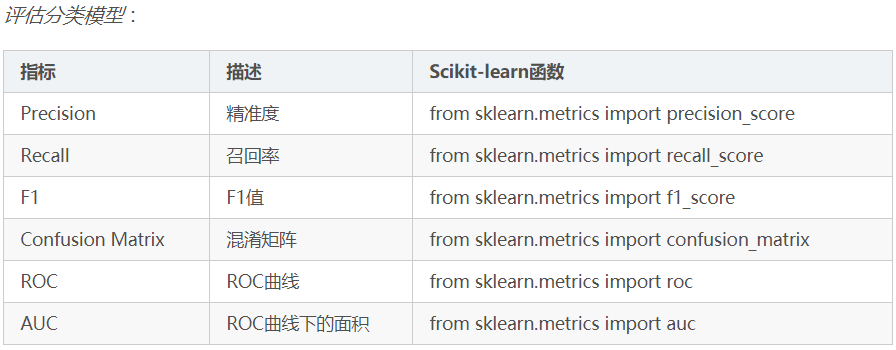 评估分类模型：
指标 描述 Scikit-learn函数
Precision 精准度 from sklearn.metrics import precision_score
Recall 召回率 from sklearn.metrics import recall_score
F1 F1值 from sklearn.metrics import f1_score
Confusion Matrix 混淆矩阵 from sklearn.metrics import confusion_matrix
ROC ROC曲线 from sklearn.metrics import roc
AUC ROC曲线下的面积 from sklearn.metrics import auc